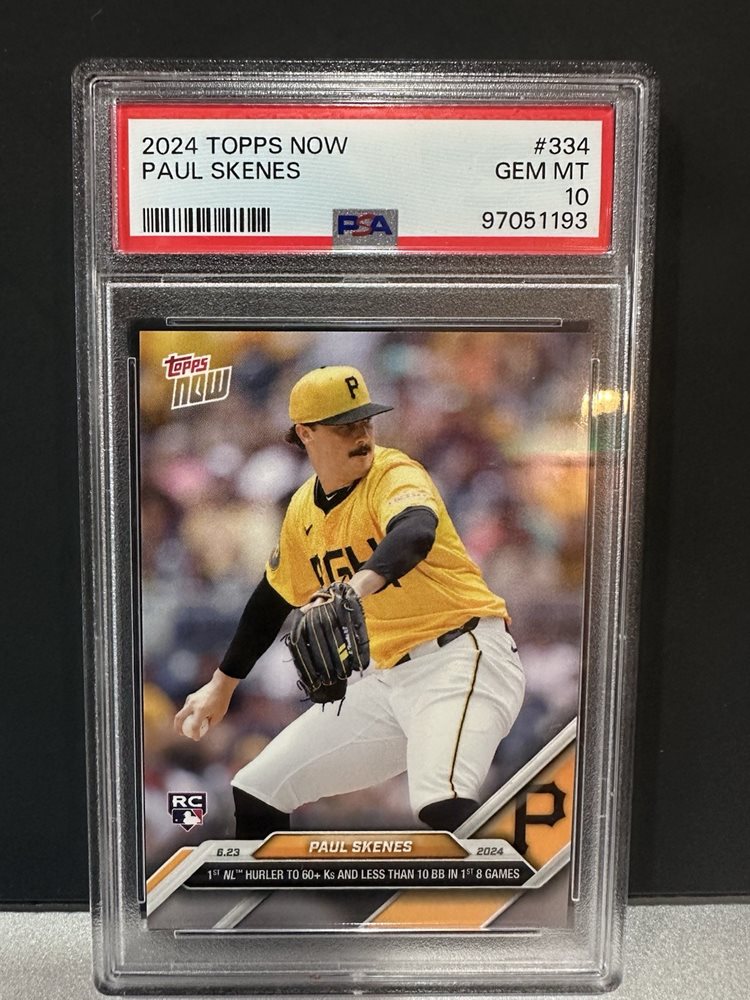 2024 TOPPS NOW #334
PAUL SKENES GEM MT
10
PSA 97051193
TOPPS
NOW
P
PGH
RC
P
6.23 PAUL SKENES 2024
1ST NL™ HURLER TO 60+ Ks AND LESS THAN 10 BB IN 1ST 8 GAMES